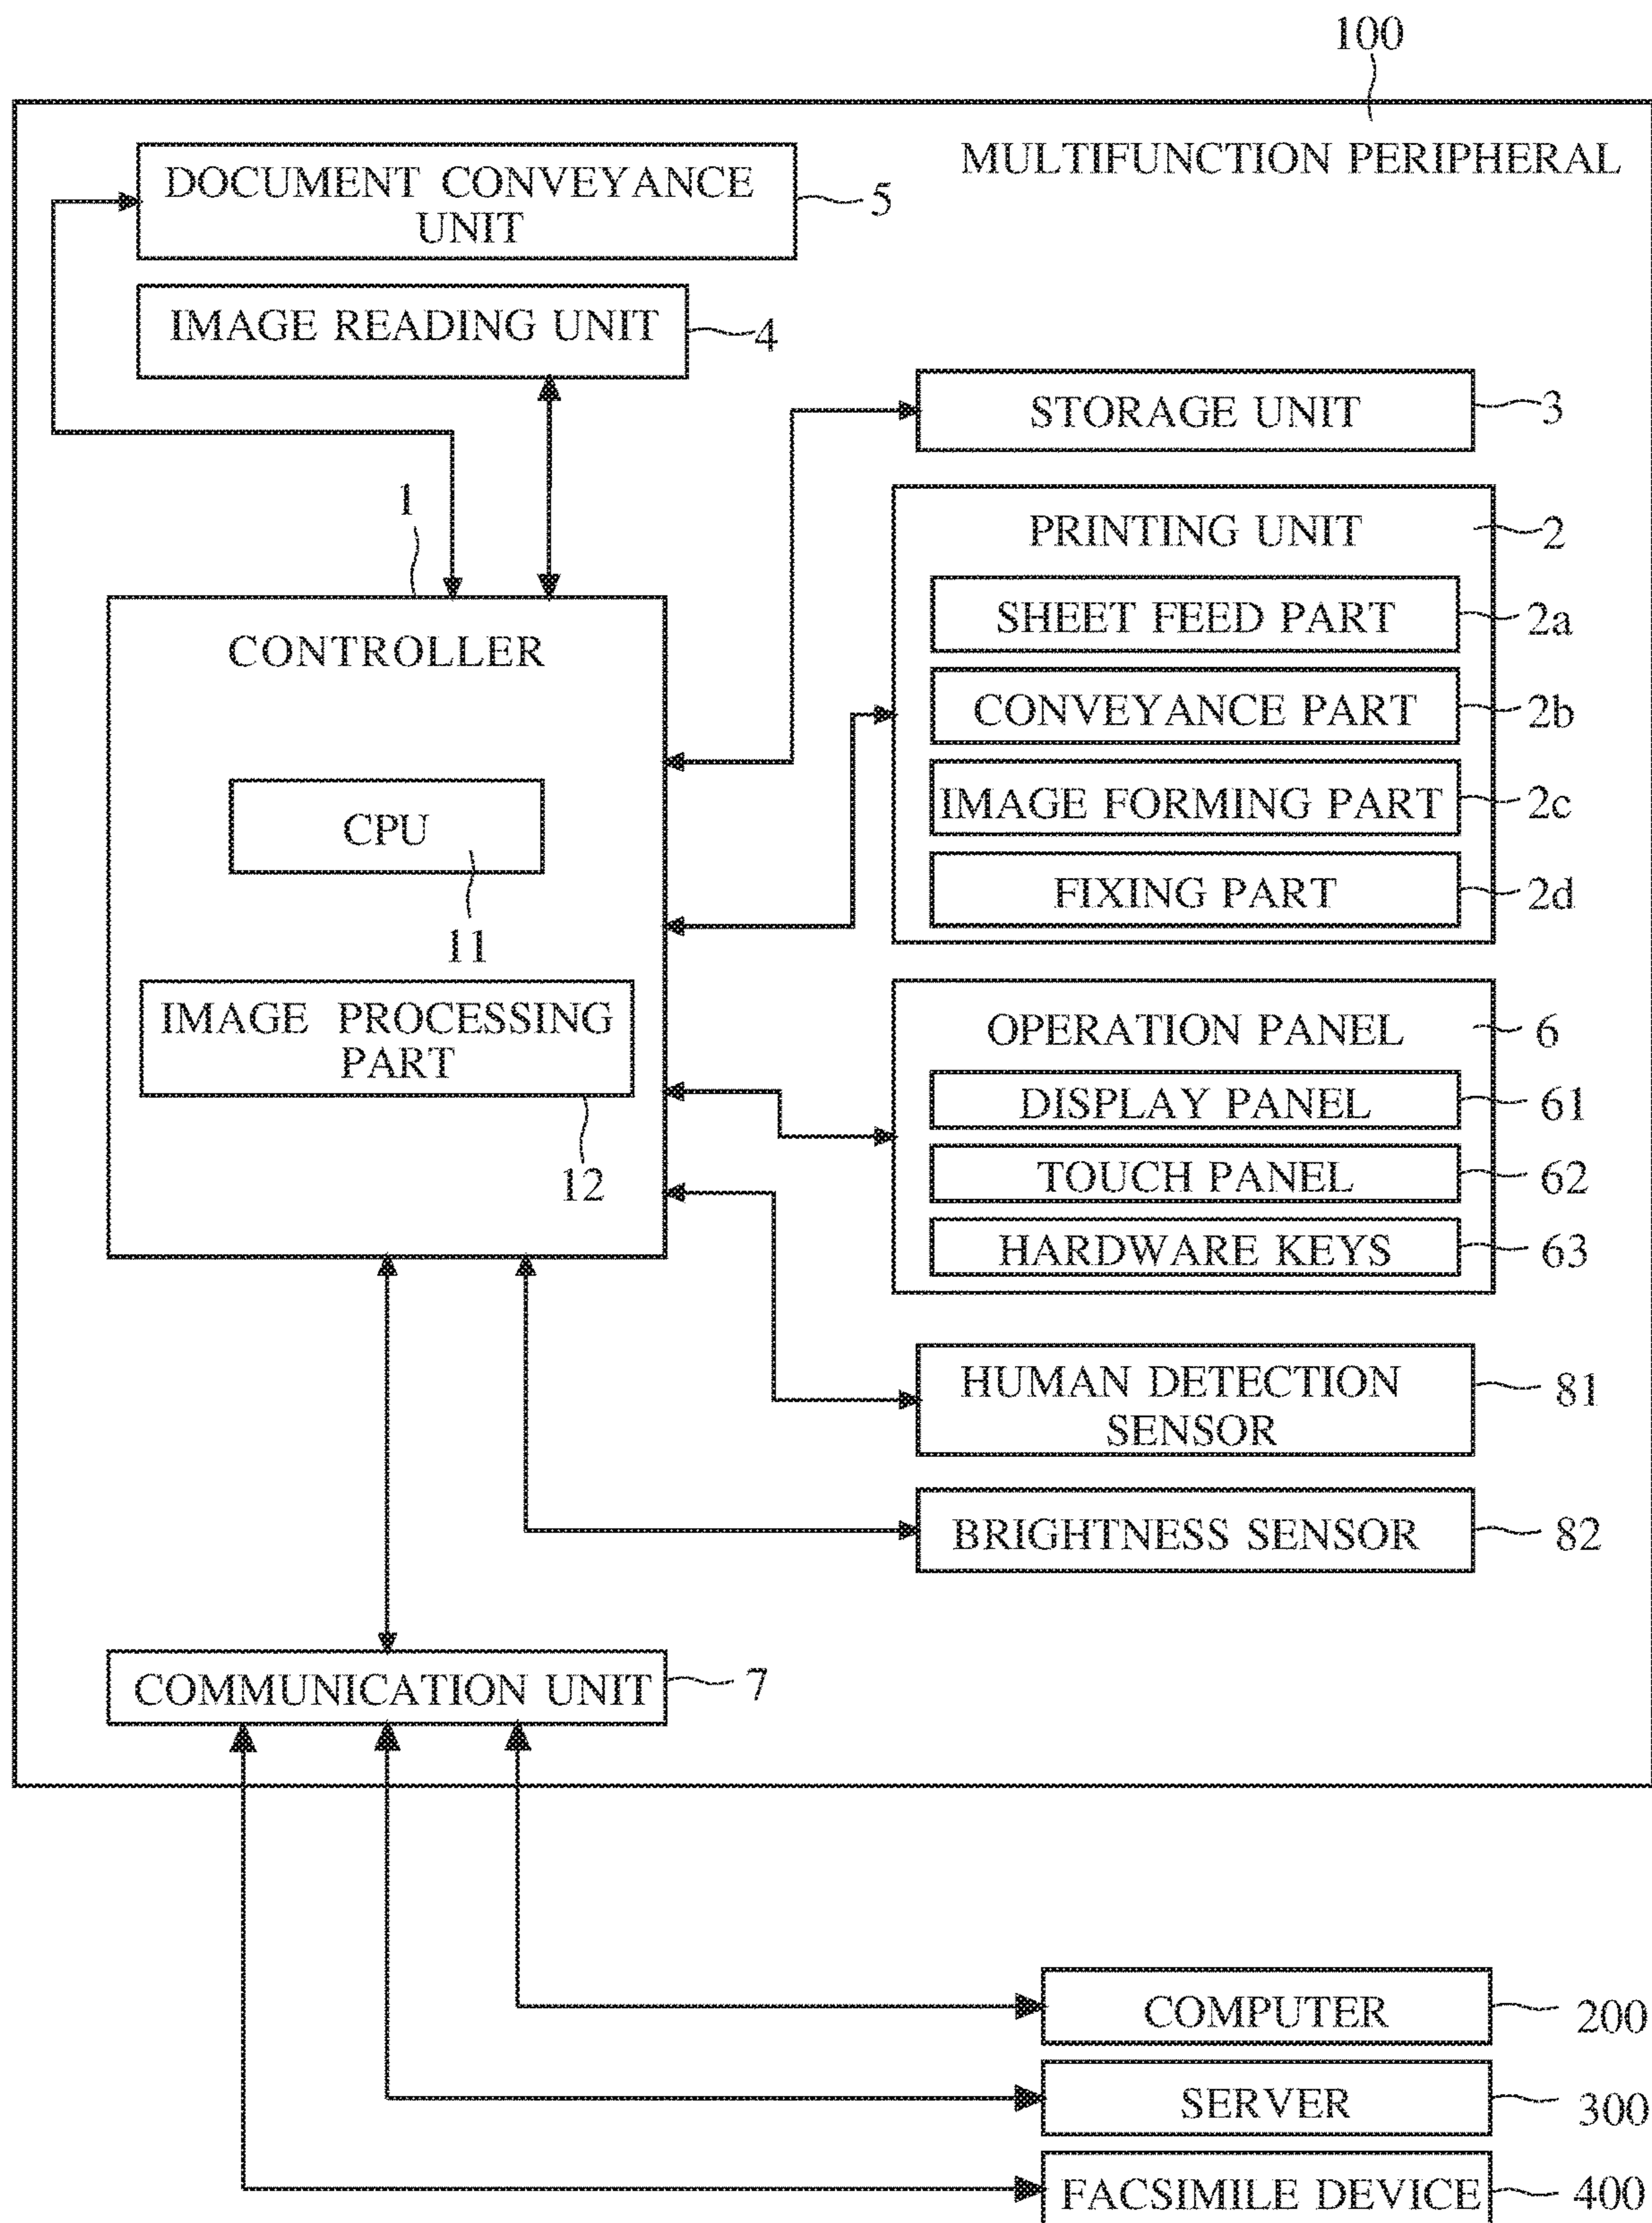 100
MULTIFUNCTION PERIPHERAL
DOCUMENT CONVEYANCE
UNIT
5
IMAGE READING UNIT
4
STORAGE UNIT
3
1
CONTROLLER
CPU
11
IMAGE PROCESSING
PART
12
PRINTING UNIT
2
SHEET FEED PART
2a
CONVEYANCE PART
2b
IMAGE FORMING PART
2c
FIXING PART
2d
OPERATION PANEL
6
DISPLAY PANEL
61
TOUCH PANEL
62
HARDWARE KEYS
63
HUMAN DETECTION
SENSOR
81
BRIGHTNESS SENSOR
82
COMMUNICATION UNIT
7
COMPUTER
200
SERVER
300
FACSIMILE DEVICE
400